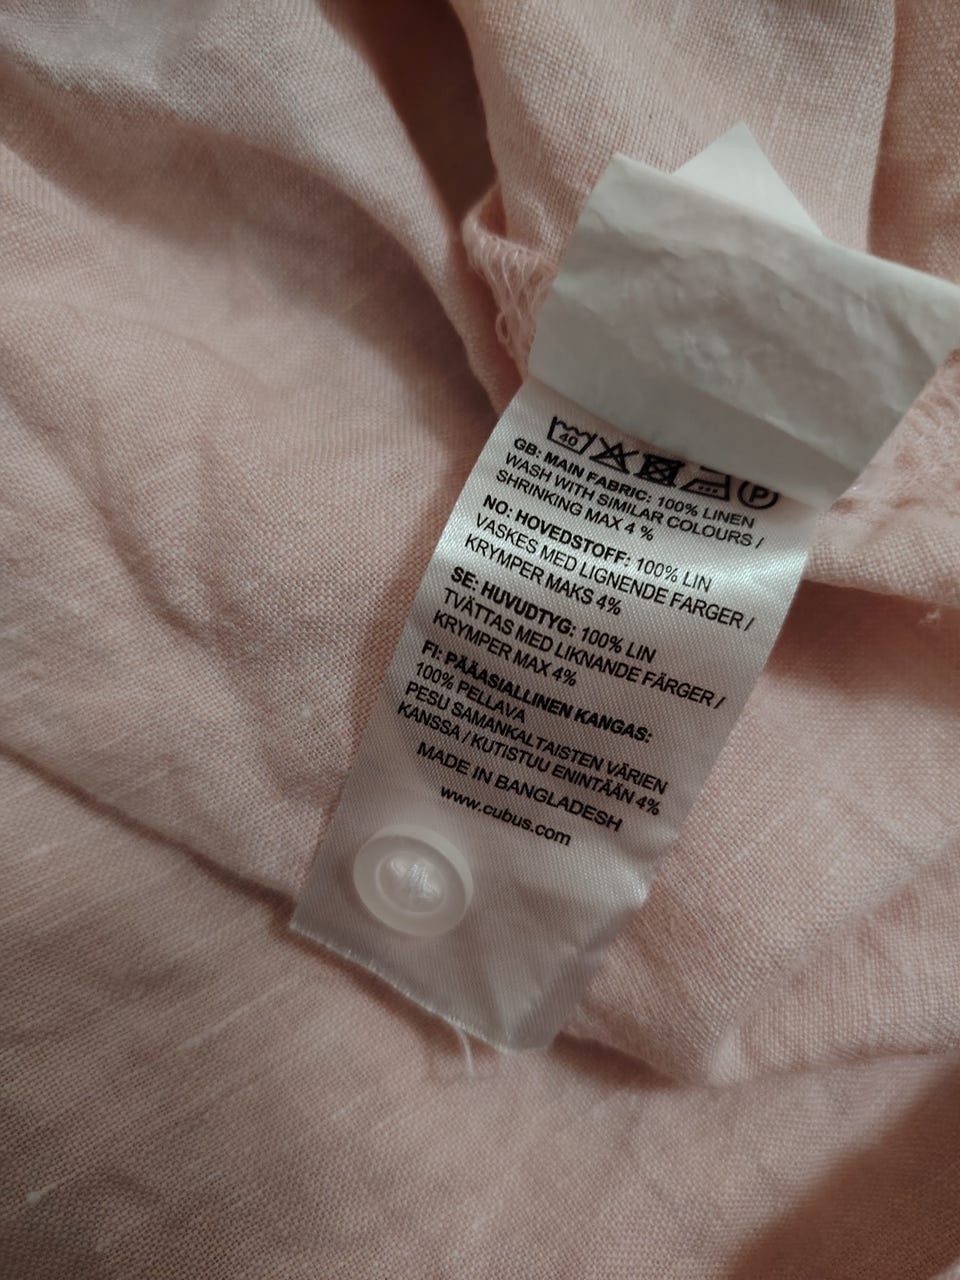 40
P
GB: MAIN FABRIC: 100% LINEN
WASH WITH SIMILAR COLOURS /
SHRINKING MAX 4 %
NO: HOVEDSTOFF: 100% LIN
VASKES MED LIGNENDE FARGER /
KRYMPER MAKS 4%
SE: HUVUDTYG: 100% LIN
TVÄTTAS MED LIKNANDE FÄRGER /
KRYMPER MAX 4%
FI: PÄÄASIALLINEN KANGAS:
100% PELLAVA
PESU SAMANKALTAISTEN VÄRIEN
KANSSA / KUTISTUU ENINTÄÄN 4%
MADE IN BANGLADESH
www.cubus.com